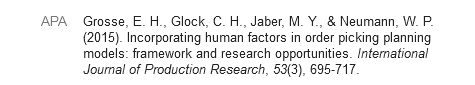 APA Grosse, E. H., Glock, C. H., Jaber, M. Y., & Neumann, W. P.
(2015). Incorporating human factors in order picking planning
models: framework and research opportunities. International
Journal of Production Research, 53(3), 695-717.